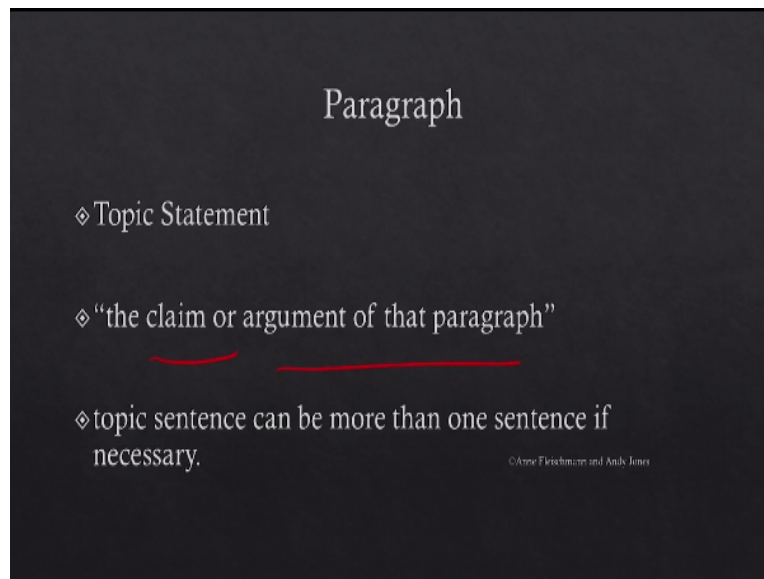 Paragraph
Topic Statement
“the claim or argument of that paragraph”
topic sentence can be more than one sentence if
necessary.
©Anne Fleischmann and Andy Jones